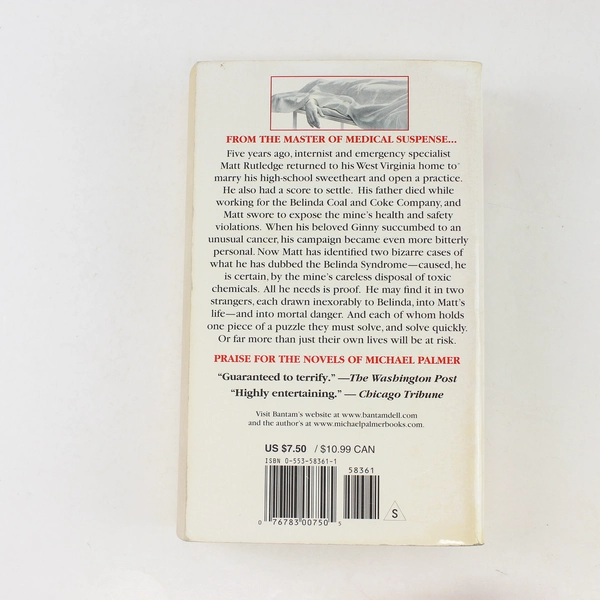 FROM THE MASTER OF MEDICAL SUSPENSE...
Five years ago, internist and emergency specialist
Matt Rutledge returned to his West Virginia home to
marry his high-school sweetheart and open a practice.
He also had a score to settle. His father died while
working for the Belinda Coal and Coke Company, and
Matt swore to expose the mine's health and safety
violations. When his beloved Ginny succumbed to an
unusual cancer, his campaign became even more bitterly
personal. Now Matt has identified two bizarre cases of
what he has dubbed the Belinda Syndrome—caused, he
is certain, by the mine's careless disposal of toxic
chemicals. All he needs is proof. He may find it in two
strangers, each drawn inexorably to Belinda, into Matt's
life—and into mortal danger. And each of whom holds
one piece of a puzzle they must solve, and solve quickly.
Or far more than just their own lives will be at risk.
PRAISE FOR THE NOVELS OF MICHAEL PALMER
“Guaranteed to terrify.” —The Washington Post
“Highly entertaining.” — Chicago Tribune
Visit Bantam's website at www.bantamdell.com
and the author's at www.michaelpalmerbooks.com.
US $7.50 / $10.99 CAN
ISBN 0-553-58361-1
58361
0 76783 00750 5
S